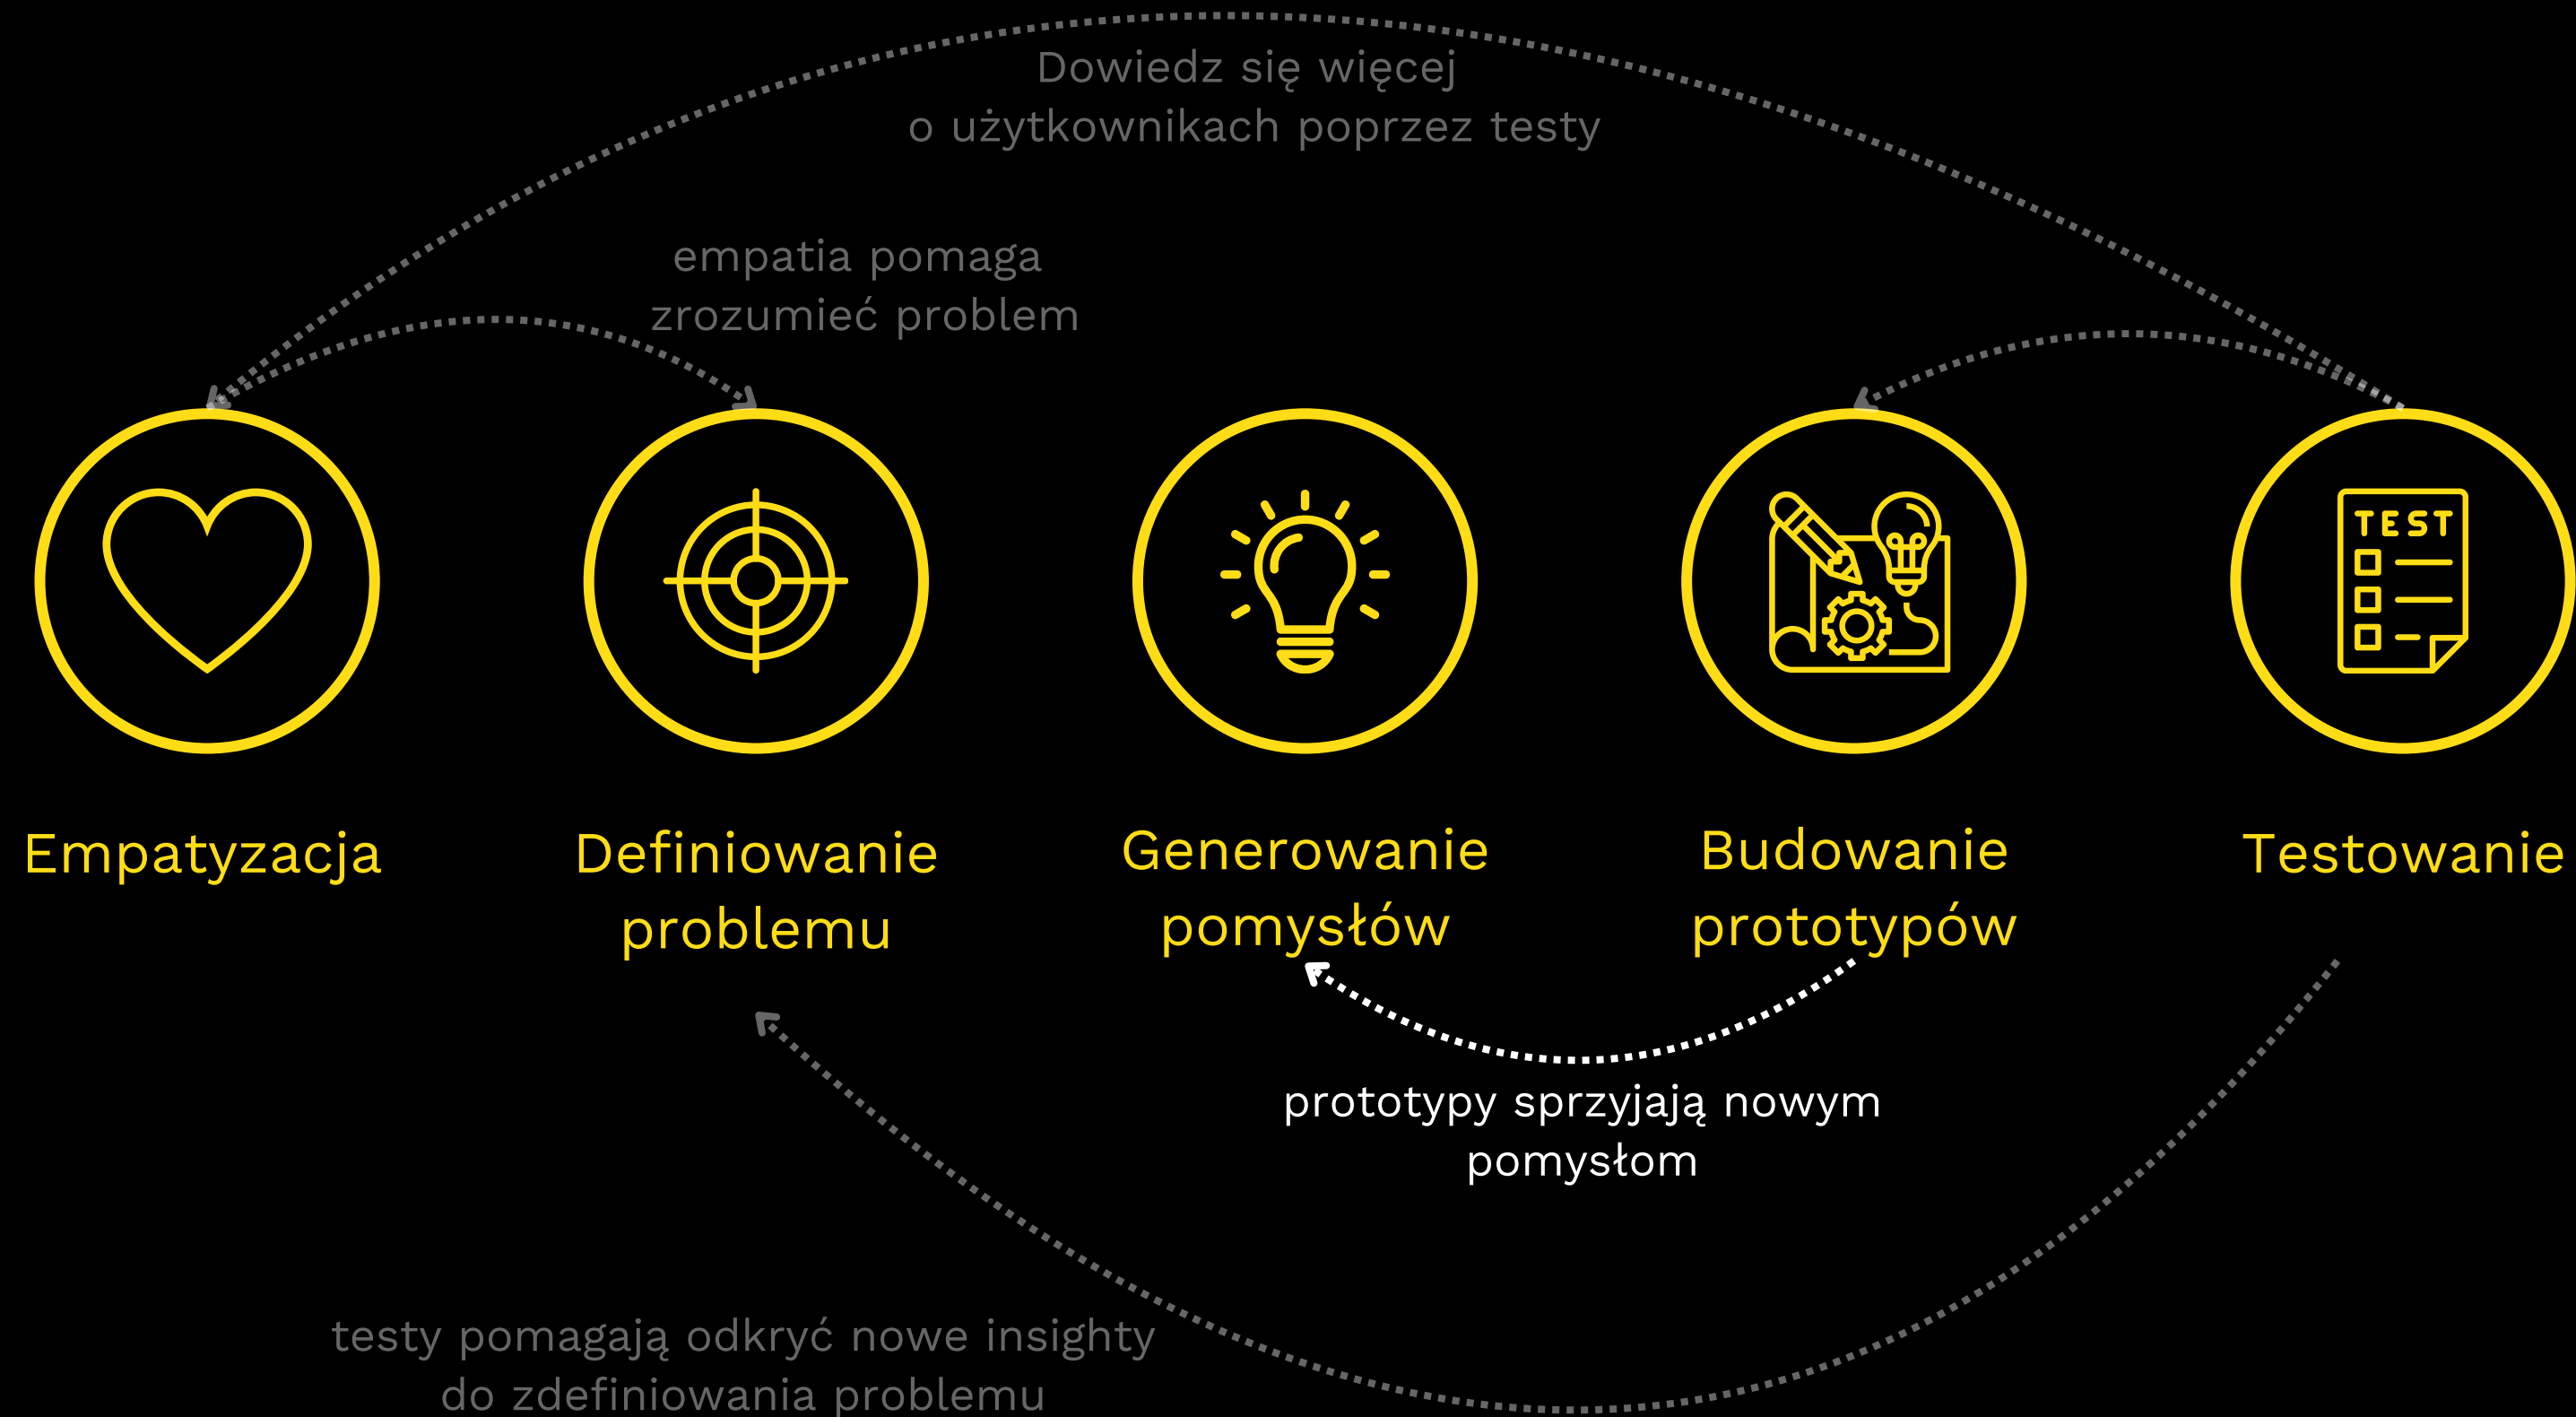 Dowiedz się więcej
o użytkownikach poprzez testy
empatia pomaga
zrozumieć problem
TEST
Empatyzacja
Definiowanie
problemu
Generowanie
pomysłów
Budowanie
prototypów
Testowanie
prototypy sprzyjają nowym
pomysłom
testy pomagają odkryć nowe insighty
do zdefiniowania problemu